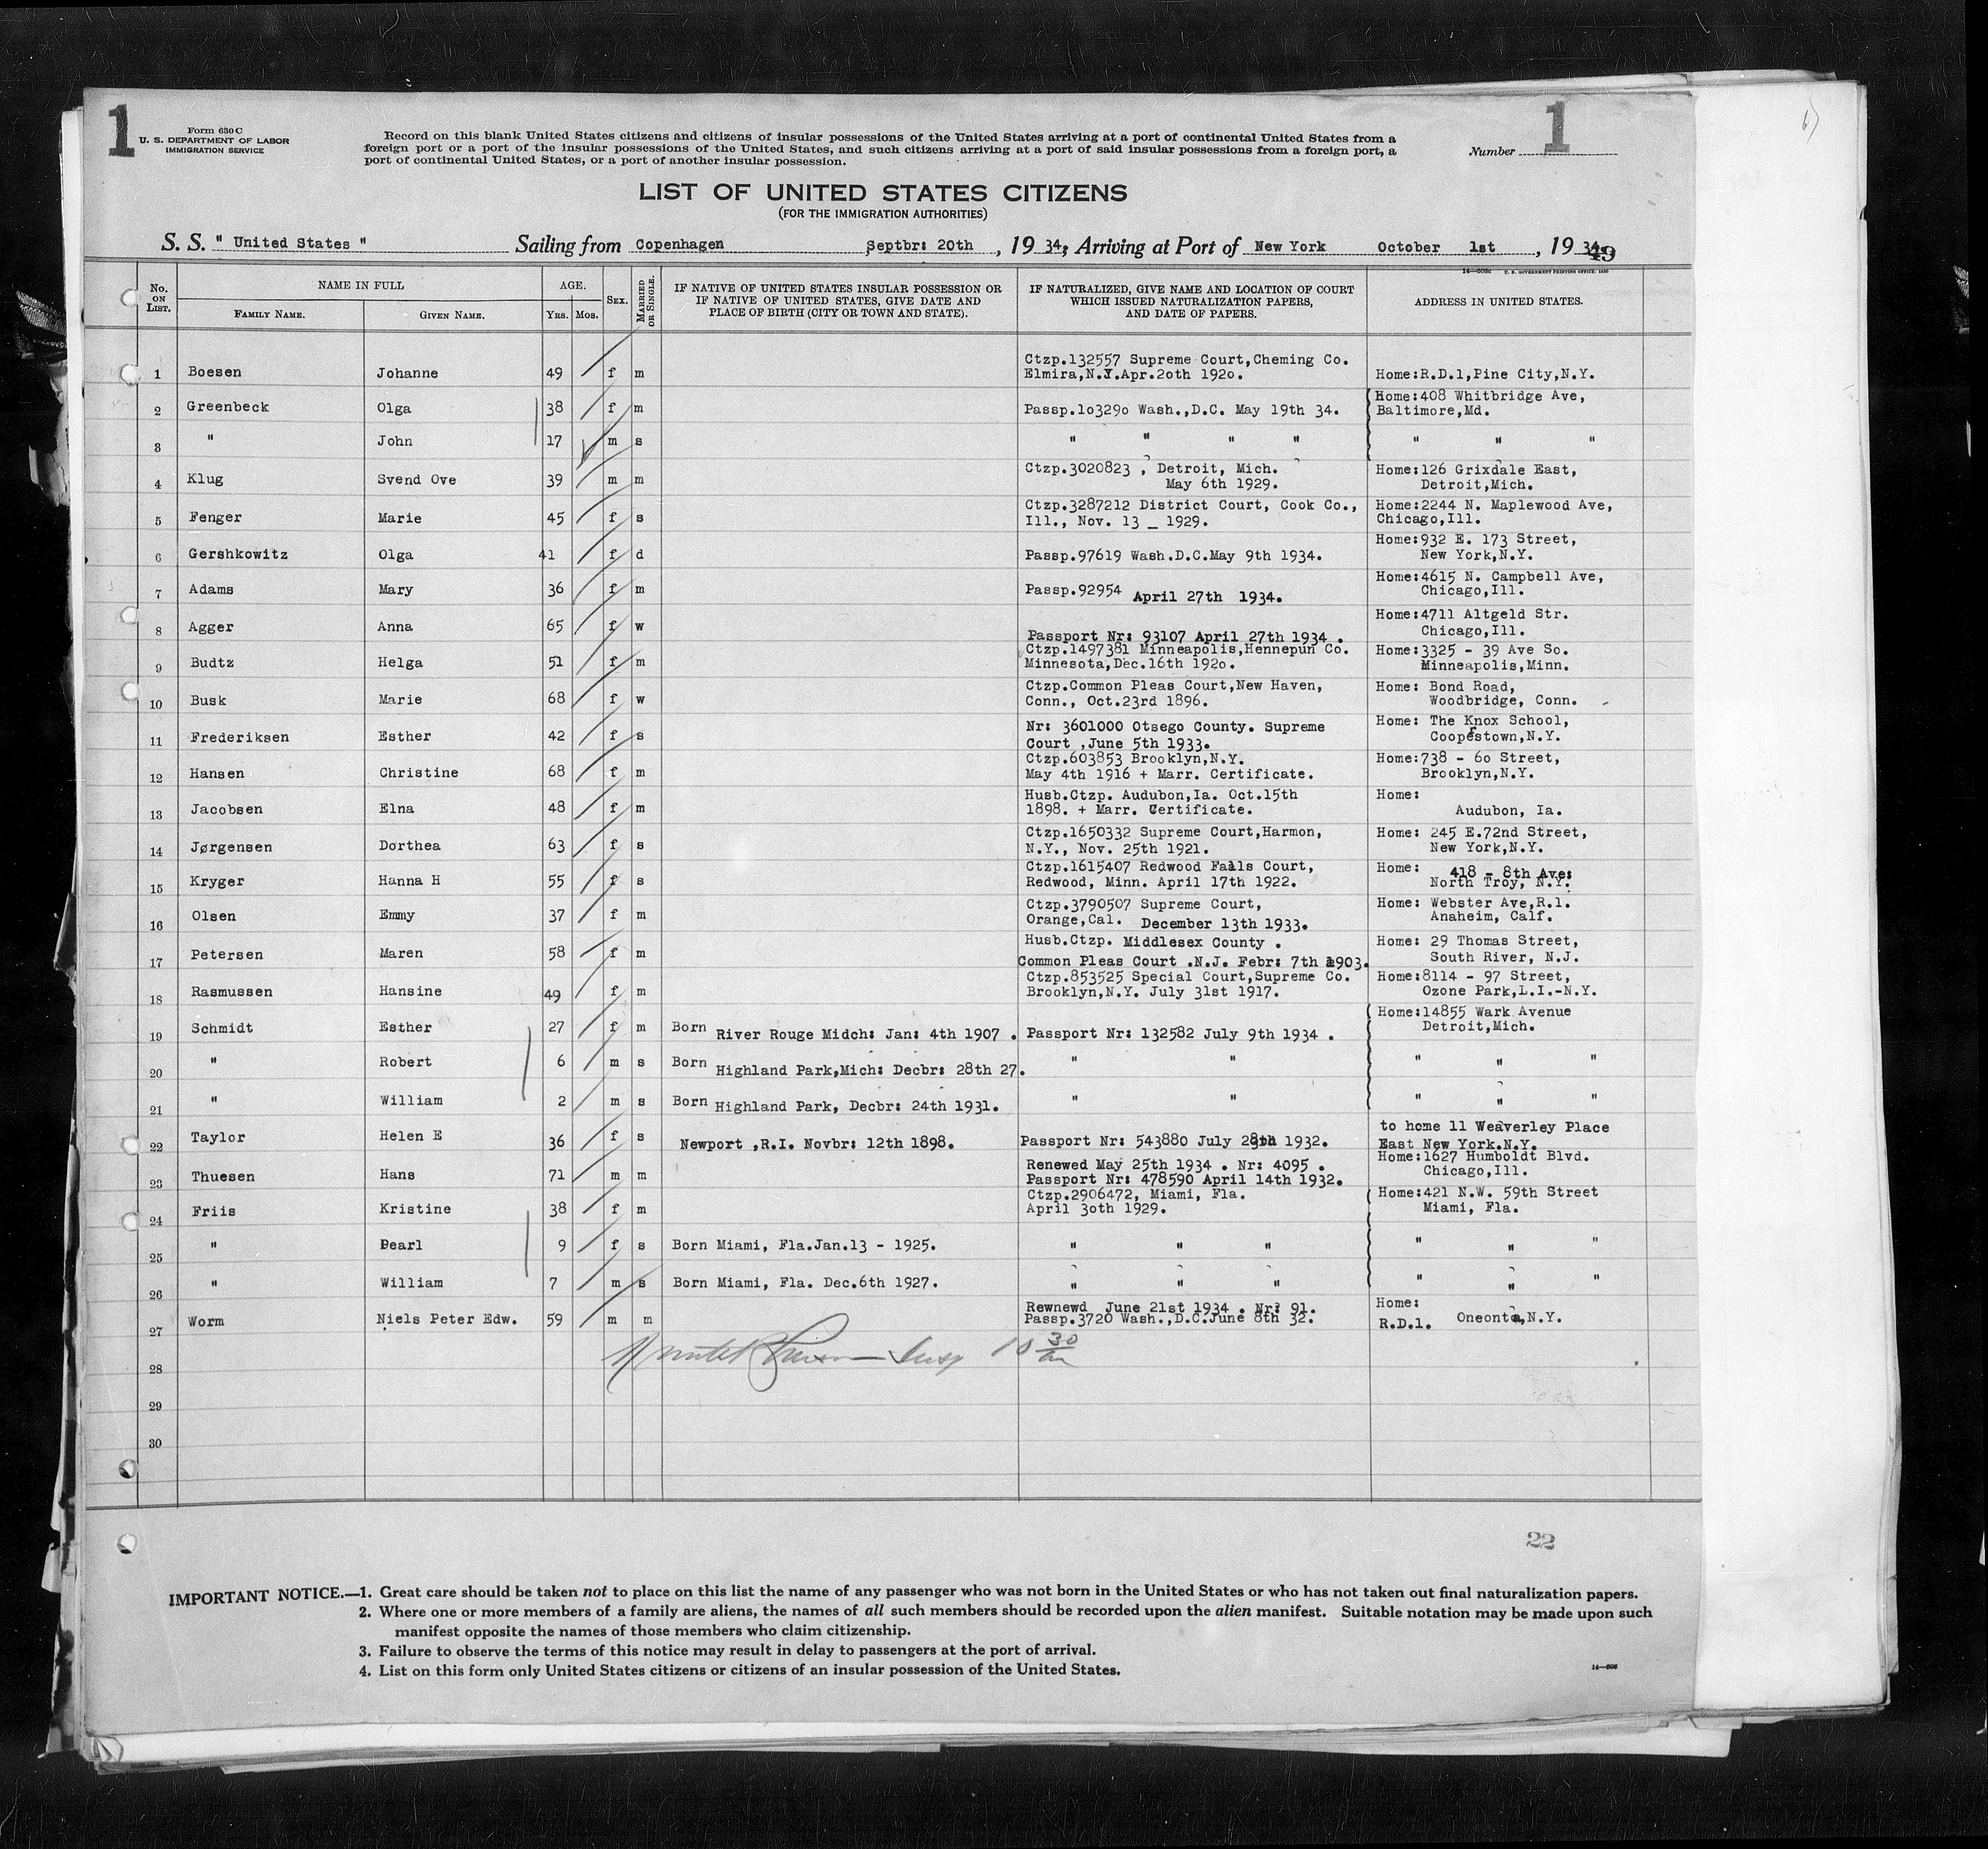 1
Form 630 C
U. S. DEPARTMENT OF LABOR
IMMIGRATION SERVICE
Record on this blank United States citizens and citizens of insular possessions of the United States arriving at a port of continental United States from a
foreign port or a port of the insular possessions of the United States, and such citizens arriving at a port of said insular possessions from a foreign port, a
port of continental United States, or a port of another insular possession.
Number 1
6)
LIST OF UNITED STATES CITIZENS
(FOR THE IMMIGRATION AUTHORITIES)
S. S. " United States " Sailing from Copenhagen , Septbr: 20th , 19 34; Arriving at Port of New York October 1st , 19 34.
49
14—608c U. S. GOVERNMENT PRINTING OFFICE: 1930
No. ON LIST. NAME IN FULL FAMILY NAME. GIVEN NAME. AGE. YRS. MOS. SEX. MARRIED OR SINGLE. IF NATIVE OF UNITED STATES INSULAR POSSESSION OR IF NATIVE OF UNITED STATES, GIVE DATE AND PLACE OF BIRTH (CITY OR TOWN AND STATE). IF NATURALIZED, GIVE NAME AND LOCATION OF COURT WHICH ISSUED NATURALIZATION PAPERS, AND DATE OF PAPERS. ADDRESS IN UNITED STATES.
1 Boesen Johanne 49 f m Ctzp.132557 Supreme Court,Cheming Co. Elmira,N.Y.Apr.2oth 192o. Home:R.D.1,Pine City,N.Y.
2 Greenbeck Olga 38 f m Passp.1o329o Wash.,D.C. May 19th 34. Home:408 Whitbridge Ave, Baltimore,Md.
3 " John 17 m s " " " " " " "
4 Klug Svend Ove 39 m m Ctzp.3020823 , Detroit, Mich. May 6th 1929. Home:126 Grixdale East, Detroit,Mich.
5 Fenger Marie 45 f s Ctzp.3287212 District Court, Cook Co., Ill., Nov. 13 _ 1929. Home:2244 N. Maplewood Ave, Chicago,Ill.
6 Gershkowitz Olga 41 f d Passp.97619 Wash.D.C.May 9th 1934. Home:932 E. 173 Street, New York,N.Y.
7 Adams Mary 36 f m Passp.92954 April 27th 1934. Home:4615 N. Campbell Ave, Chicago,Ill.
8 Agger Anna 65 f w Passport Nr: 93107 April 27th 1934 . Home:4711 Altgeld Str. Chicago,Ill.
9 Budtz Helga 51 f m Ctzp.1497381 Minneapolis,Hennepun Co. Minnesota,Dec.16th 192o. Home:3325 - 39 Ave So. Minneapolis,Minn.
10 Busk Marie 68 f w Ctzp.Common Pleas Court,New Haven, Conn., Oct.23rd 1896. Home: Bond Road, Woodbridge, Conn.
11 Frederiksen Esther 42 f s Nr: 3601000 Otsego County. Supreme Court ,June 5th 1933. Home: The Knox School, Cooperstown,N.Y.
12 Hansen Christine 68 f m Ctzp.603853 Brooklyn,N.Y. May 4th 1916 + Marr. Certificate. Home:738 - 6o Street, Brooklyn,N.Y.
13 Jacobsen Elna 48 f m Husb.Ctzp. Audubon,Ia. Oct.15th 1898. + Marr. Certificate. Home: Audubon, Ia.
14 Jørgensen Dorthea 63 f s Ctzp.1650332 Supreme Court,Harmon, N.Y., Nov. 25th 1921. Home: 245 E.72nd Street, New York,N.Y.
15 Kryger Hanna H 55 f s Ctzp.1615407 Redwood Falls Court, Redwood, Minn. April 17th 1922. Home: 418 - 8th Ave: North Troy, N.Y.
16 Olsen Emmy 37 f m Ctzp.3790507 Supreme Court, Orange,Cal. December 13th 1933. Home: Webster Ave,R.1. Anaheim, Calf.
17 Petersen Maren 58 f m Husb.Ctzp. Middlesex County . Common Pleas Court .N.J. Febr: 7th 1903. Home: 29 Thomas Street, South River, N.J.
18 Rasmussen Hansine 49 f m Ctzp.853525 Special Court,Supreme Co. Brooklyn,N.Y. July 31st 1917. Home:8114 - 97 Street, Ozone Park,L.I.-N.Y.
19 Schmidt Esther 27 f m Born River Rouge Midch: Jan: 4th 1907 . Passport Nr: 132582 July 9th 1934 . Home:14855 Wark Avenue Detroit,Mich.
20 " Robert 6 m s Born Highland Park,Mich: Decbr: 28th 27. " " " " "
21 " William 2 m s Born Highland Park, Decbr: 24th 1931. " " " " "
22 Taylor Helen E 36 f s Newport ,R.I. Novbr: 12th 1898. Passport Nr: 543880 July 28th 1932. to home 11 Weaverley Place East New York.N.Y.
23 Thuesen Hans 71 m m Renewed May 25th 1934 . Nr: 4095 . Passport Nr: 478590 April 14th 1932. Home:1627 Humboldt Blvd. Chicago,Ill.
24 Friis Kristine 38 f m Ctzp.2906472, Miami, Fla. April 3oth 1929. Home:421 N.W. 59th Street Miami, Fla.
25 " Pearl 9 f s Born Miami, Fla.Jan.13 - 1925. " " " " " "
26 " William 7 m s Born Miami, Fla. Dec.6th 1927. " " " " " "
27 Worm Niels Peter Edw. 59 m m Rewnewd June 21st 1934 . Nr: 91. Passp.3720 Wash.,D.C.June 8th 32. Home: R.D.1. Oneonta,N.Y.
28 Insp 10 30
29
30
22
IMPORTANT NOTICE.—1. Great care should be taken not to place on this list the name of any passenger who was not born in the United States or who has not taken out final naturalization papers.
2. Where one or more members of a family are aliens, the names of all such members should be recorded upon the alien manifest. Suitable notation may be made upon such
manifest opposite the names of those members who claim citizenship.
3. Failure to observe the terms of this notice may result in delay to passengers at the port of arrival.
4. List on this form only United States citizens or citizens of an insular possession of the United States.
14—608